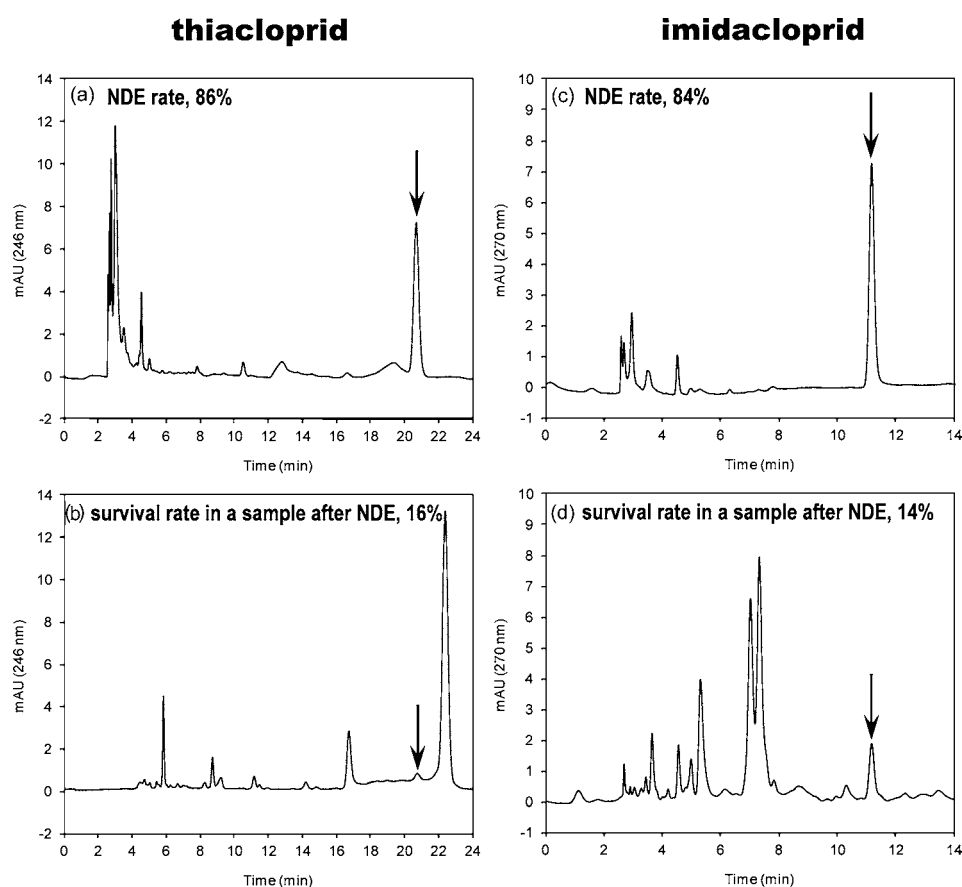 thiacloprid
imidacloprid
(a) NDE rate, 86%
mAU (246 nm)
14
12
10
8
6
4
2
0
-2
0 2 4 6 8 10 12 14 16 18 20 22 24
Time (min)
(c) NDE rate, 84%
mAU (270 nm)
10
9
8
7
6
5
4
3
2
1
0
-1
0 2 4 6 8 10 12 14
Time (min)
(b) survival rate in a sample after NDE, 16%
mAU (246 nm)
14
12
10
8
6
4
2
0
-2
0 2 4 6 8 10 12 14 16 18 20 22 24
Time (min)
(d) survival rate in a sample after NDE, 14%
mAU (270 nm)
10
9
8
7
6
5
4
3
2
1
0
-1
0 2 4 6 8 10 12 14
Time (min)